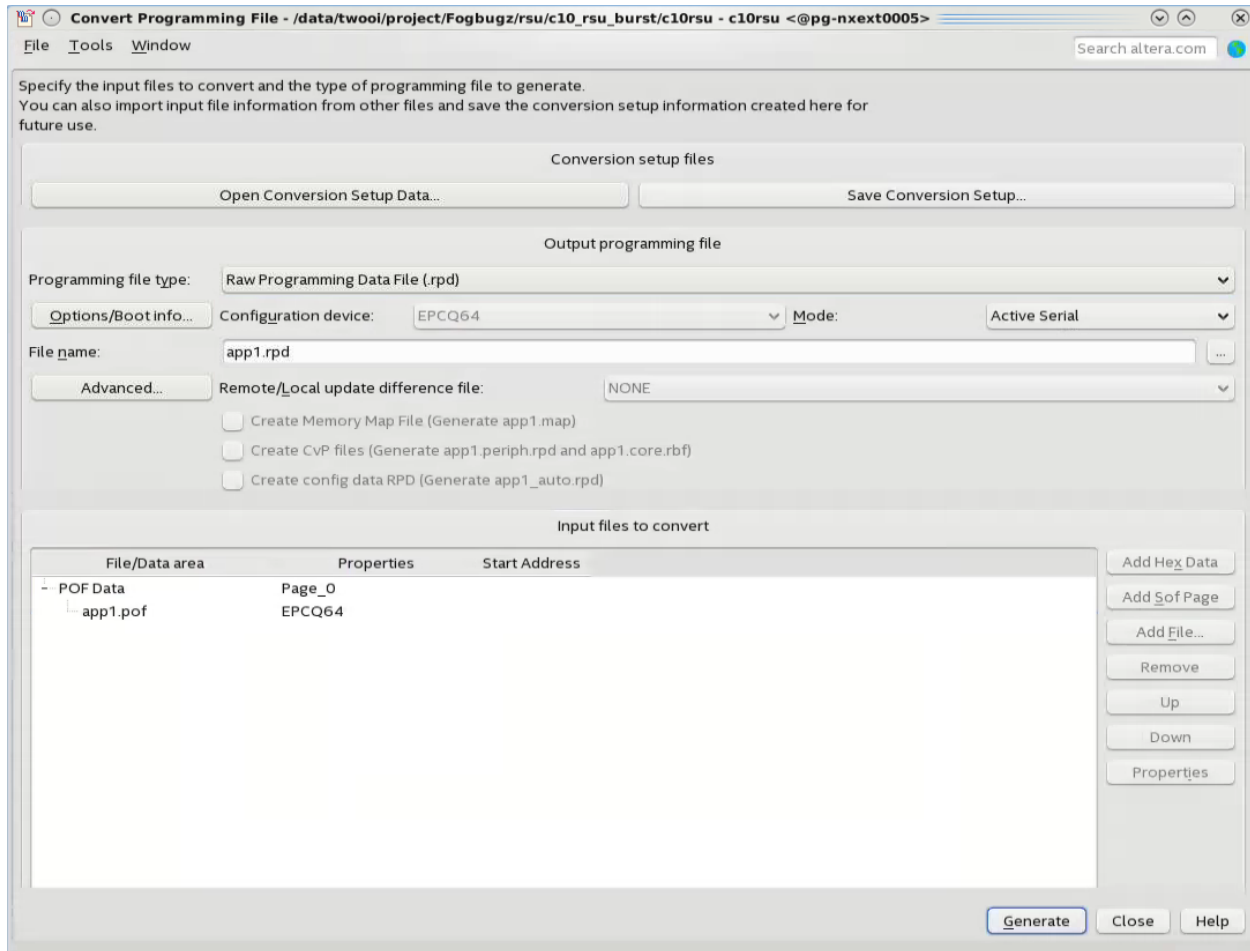 Convert Programming File - /data/twooi/project/Fogbugz/rsu/c10_rsu_burst/c10rsu - c10rsu <@pg-nxext0005>
File Tools Window
Search altera.com
Specify the input files to convert and the type of programming file to generate.
You can also import input file information from other files and save the conversion setup information created here for
future use.
Conversion setup files
Open Conversion Setup Data...
Save Conversion Setup...
Output programming file
Programming file type:
Raw Programming Data File (.rpd)
Options/Boot info...
Configuration device:
EPCQ64
Mode:
Active Serial
File name:
app1.rpd
...
Advanced...
Remote/Local update difference file:
NONE
Create Memory Map File (Generate app1.map)
Create CvP files (Generate app1.periph.rpd and app1.core.rbf)
Create config data RPD (Generate app1_auto.rpd)
Input files to convert
File/Data area Properties Start Address
POF Data Page_0
app1.pof EPCQ64
Add Hex Data
Add Sof Page
Add File...
Remove
Up
Down
Properties
Generate
Close
Help